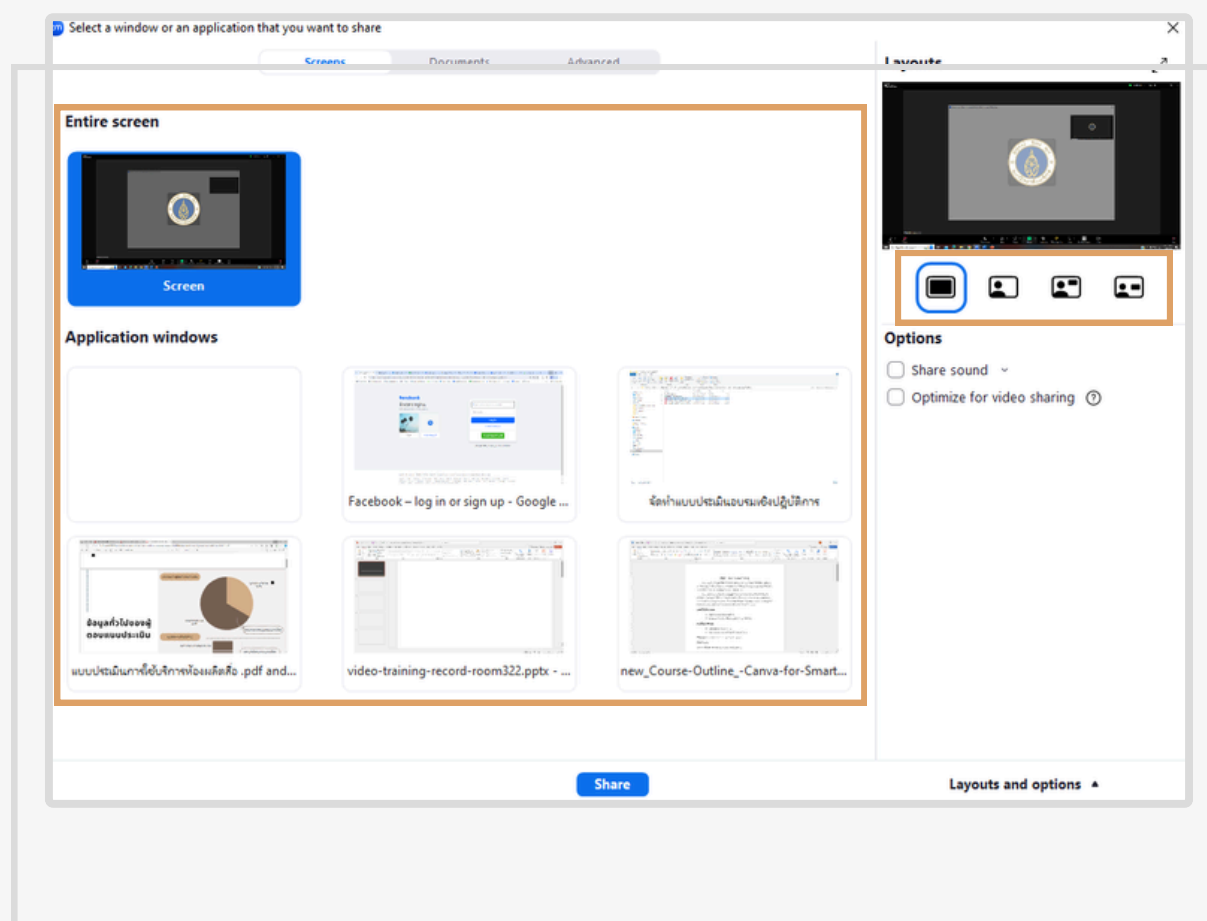 Select a window or an application that you want to share
Screens Documents Advanced
Layouts
Entire screen
Screen
Application windows
Facebook – log in or sign up - Google ...
จัดทำแบบประเมินอบรมเชิงปฏิบัติการ
ข้อมูลทั่วไปของผู้
ตอบแบบประเมิน
แบบประเมินการใช้บริการห้องผลิตสื่อ .pdf and...
video-training-record-room322.pptx - ...
new_Course-Outline_-Canva-for-Smart...
Options
Share sound
Optimize for video sharing
Share
Layouts and options